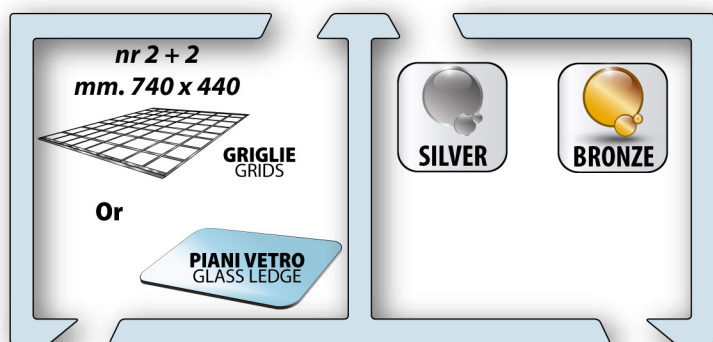 nr 2 + 2
mm. 740 x 440
GRIGLIE
GRIDS
Or
PIANI VETRO
GLASS LEDGE
SILVER
BRONZE